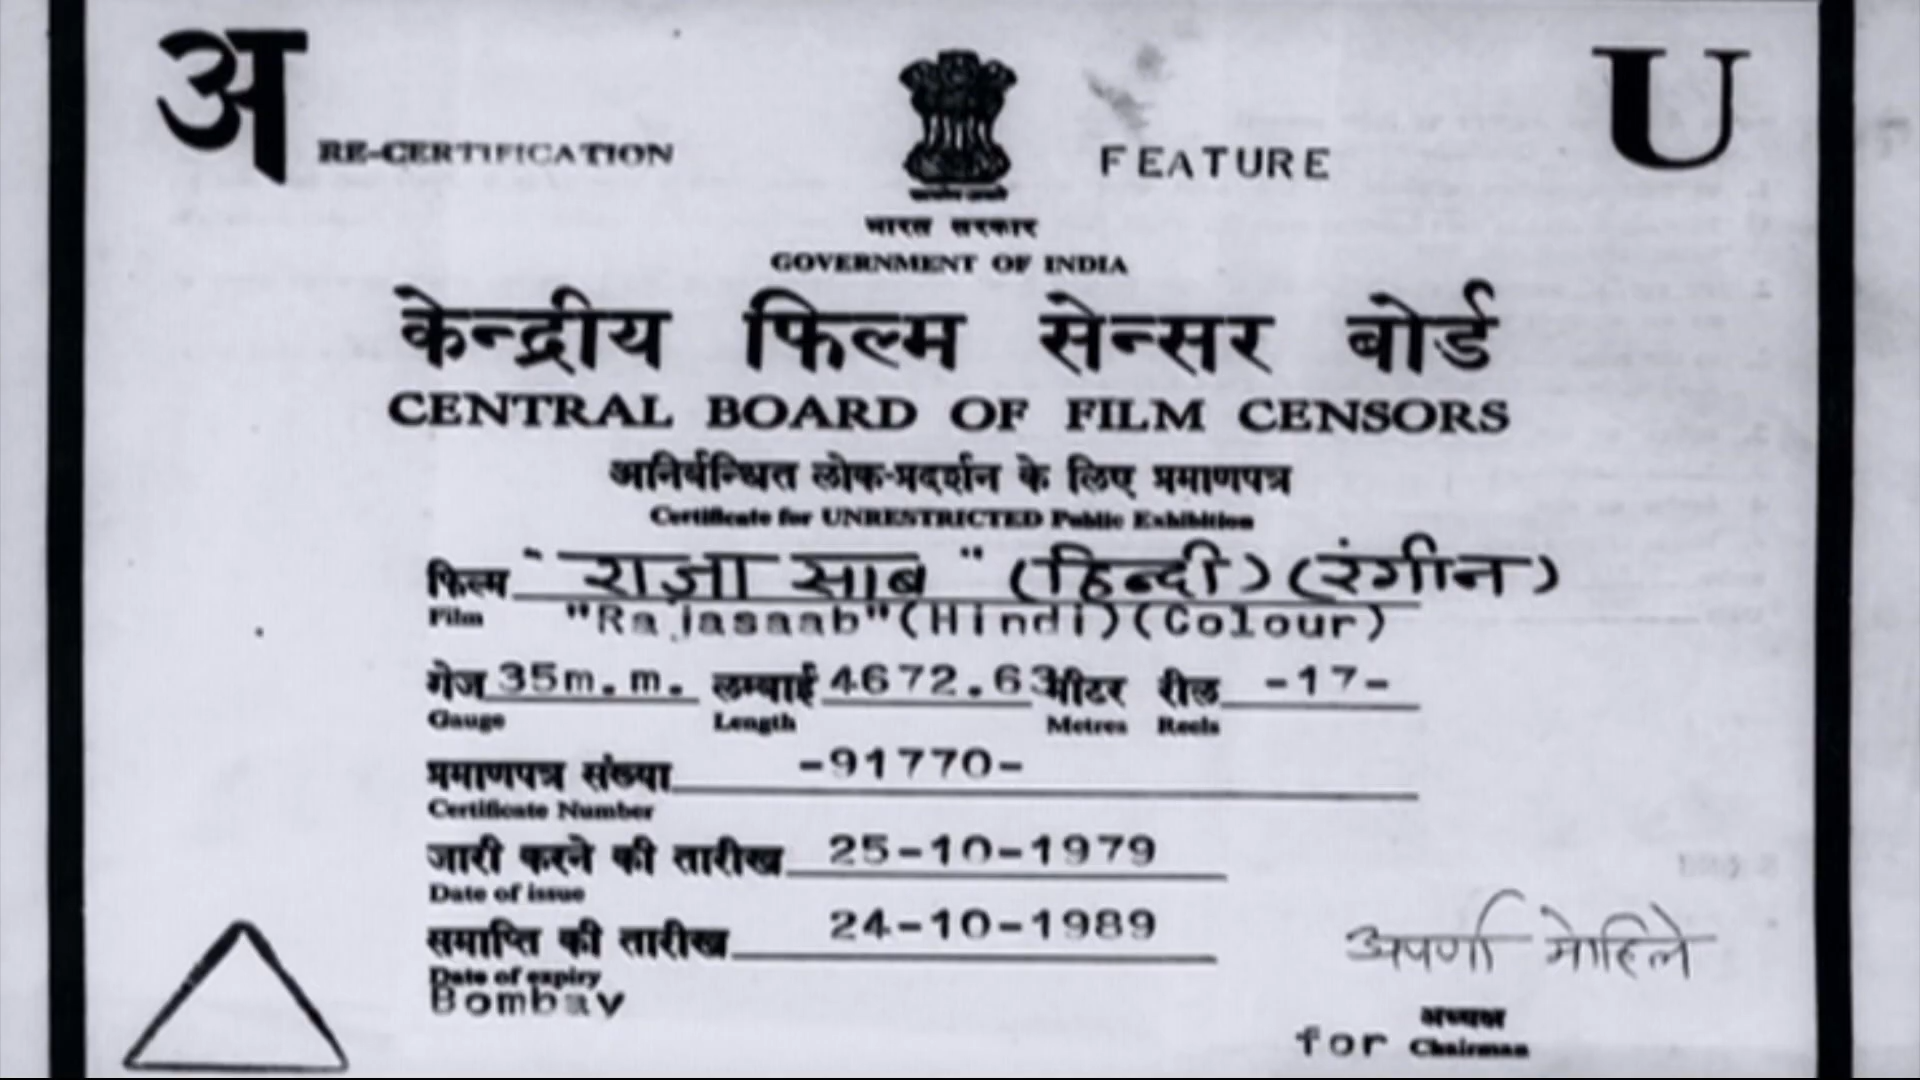 अ
U
RE-CERTIFICATION
FEATURE
भारत सरकार
GOVERNMENT OF INDIA
केन्द्रीय फिल्म सेन्सर बोर्ड
CENTRAL BOARD OF FILM CENSORS
अनिर्बन्धित लोक-प्रदर्शन के लिए प्रमाणपत्र
Certificate for UNRESTRICTED Public Exhibition
फिल्म "राजा साब" (हिन्दी) (रंगीन)
Film "Rajasaab"(Hindi)(Colour)
गेज 35m.m. लम्बाई 4672.63 मीटर रील -17-
Gauge Length Metres Reels
प्रमाणपत्र संख्या -91770-
Certificate Number
जारी करने की तारीख 25-10-1979
Date of issue
समाप्ति की तारीख 24-10-1989
Date of expiry
Bombay
अपर्णा मोहिले
अध्यक्ष
for Chairman